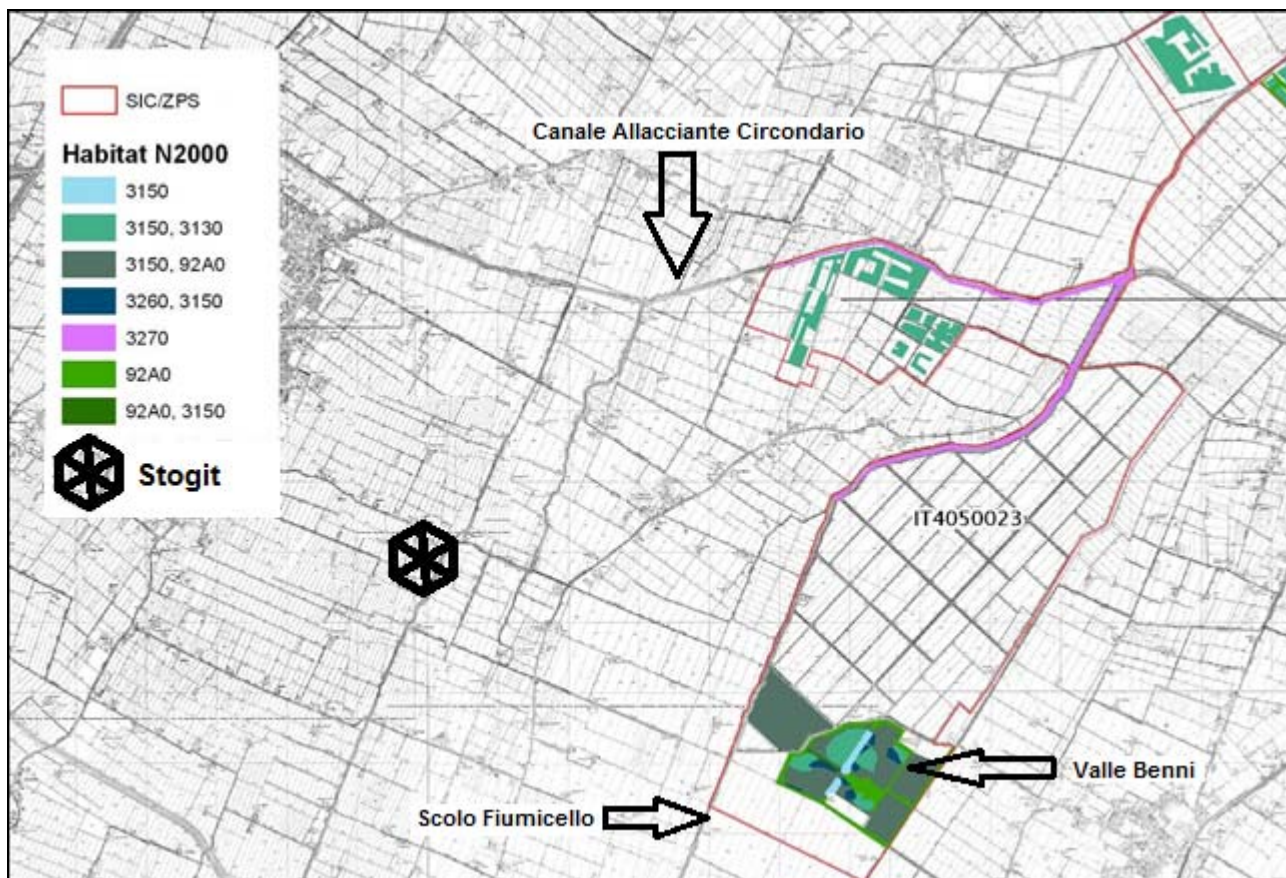 SIC/ZPS
Habitat N2000
3150
3150, 3130
3150, 92A0
3260, 3150
3270
92A0
92A0, 3150
Stogit
Canale Allacciante Circondario
IT4050023
Valle Benni
Scolo Fiumicello